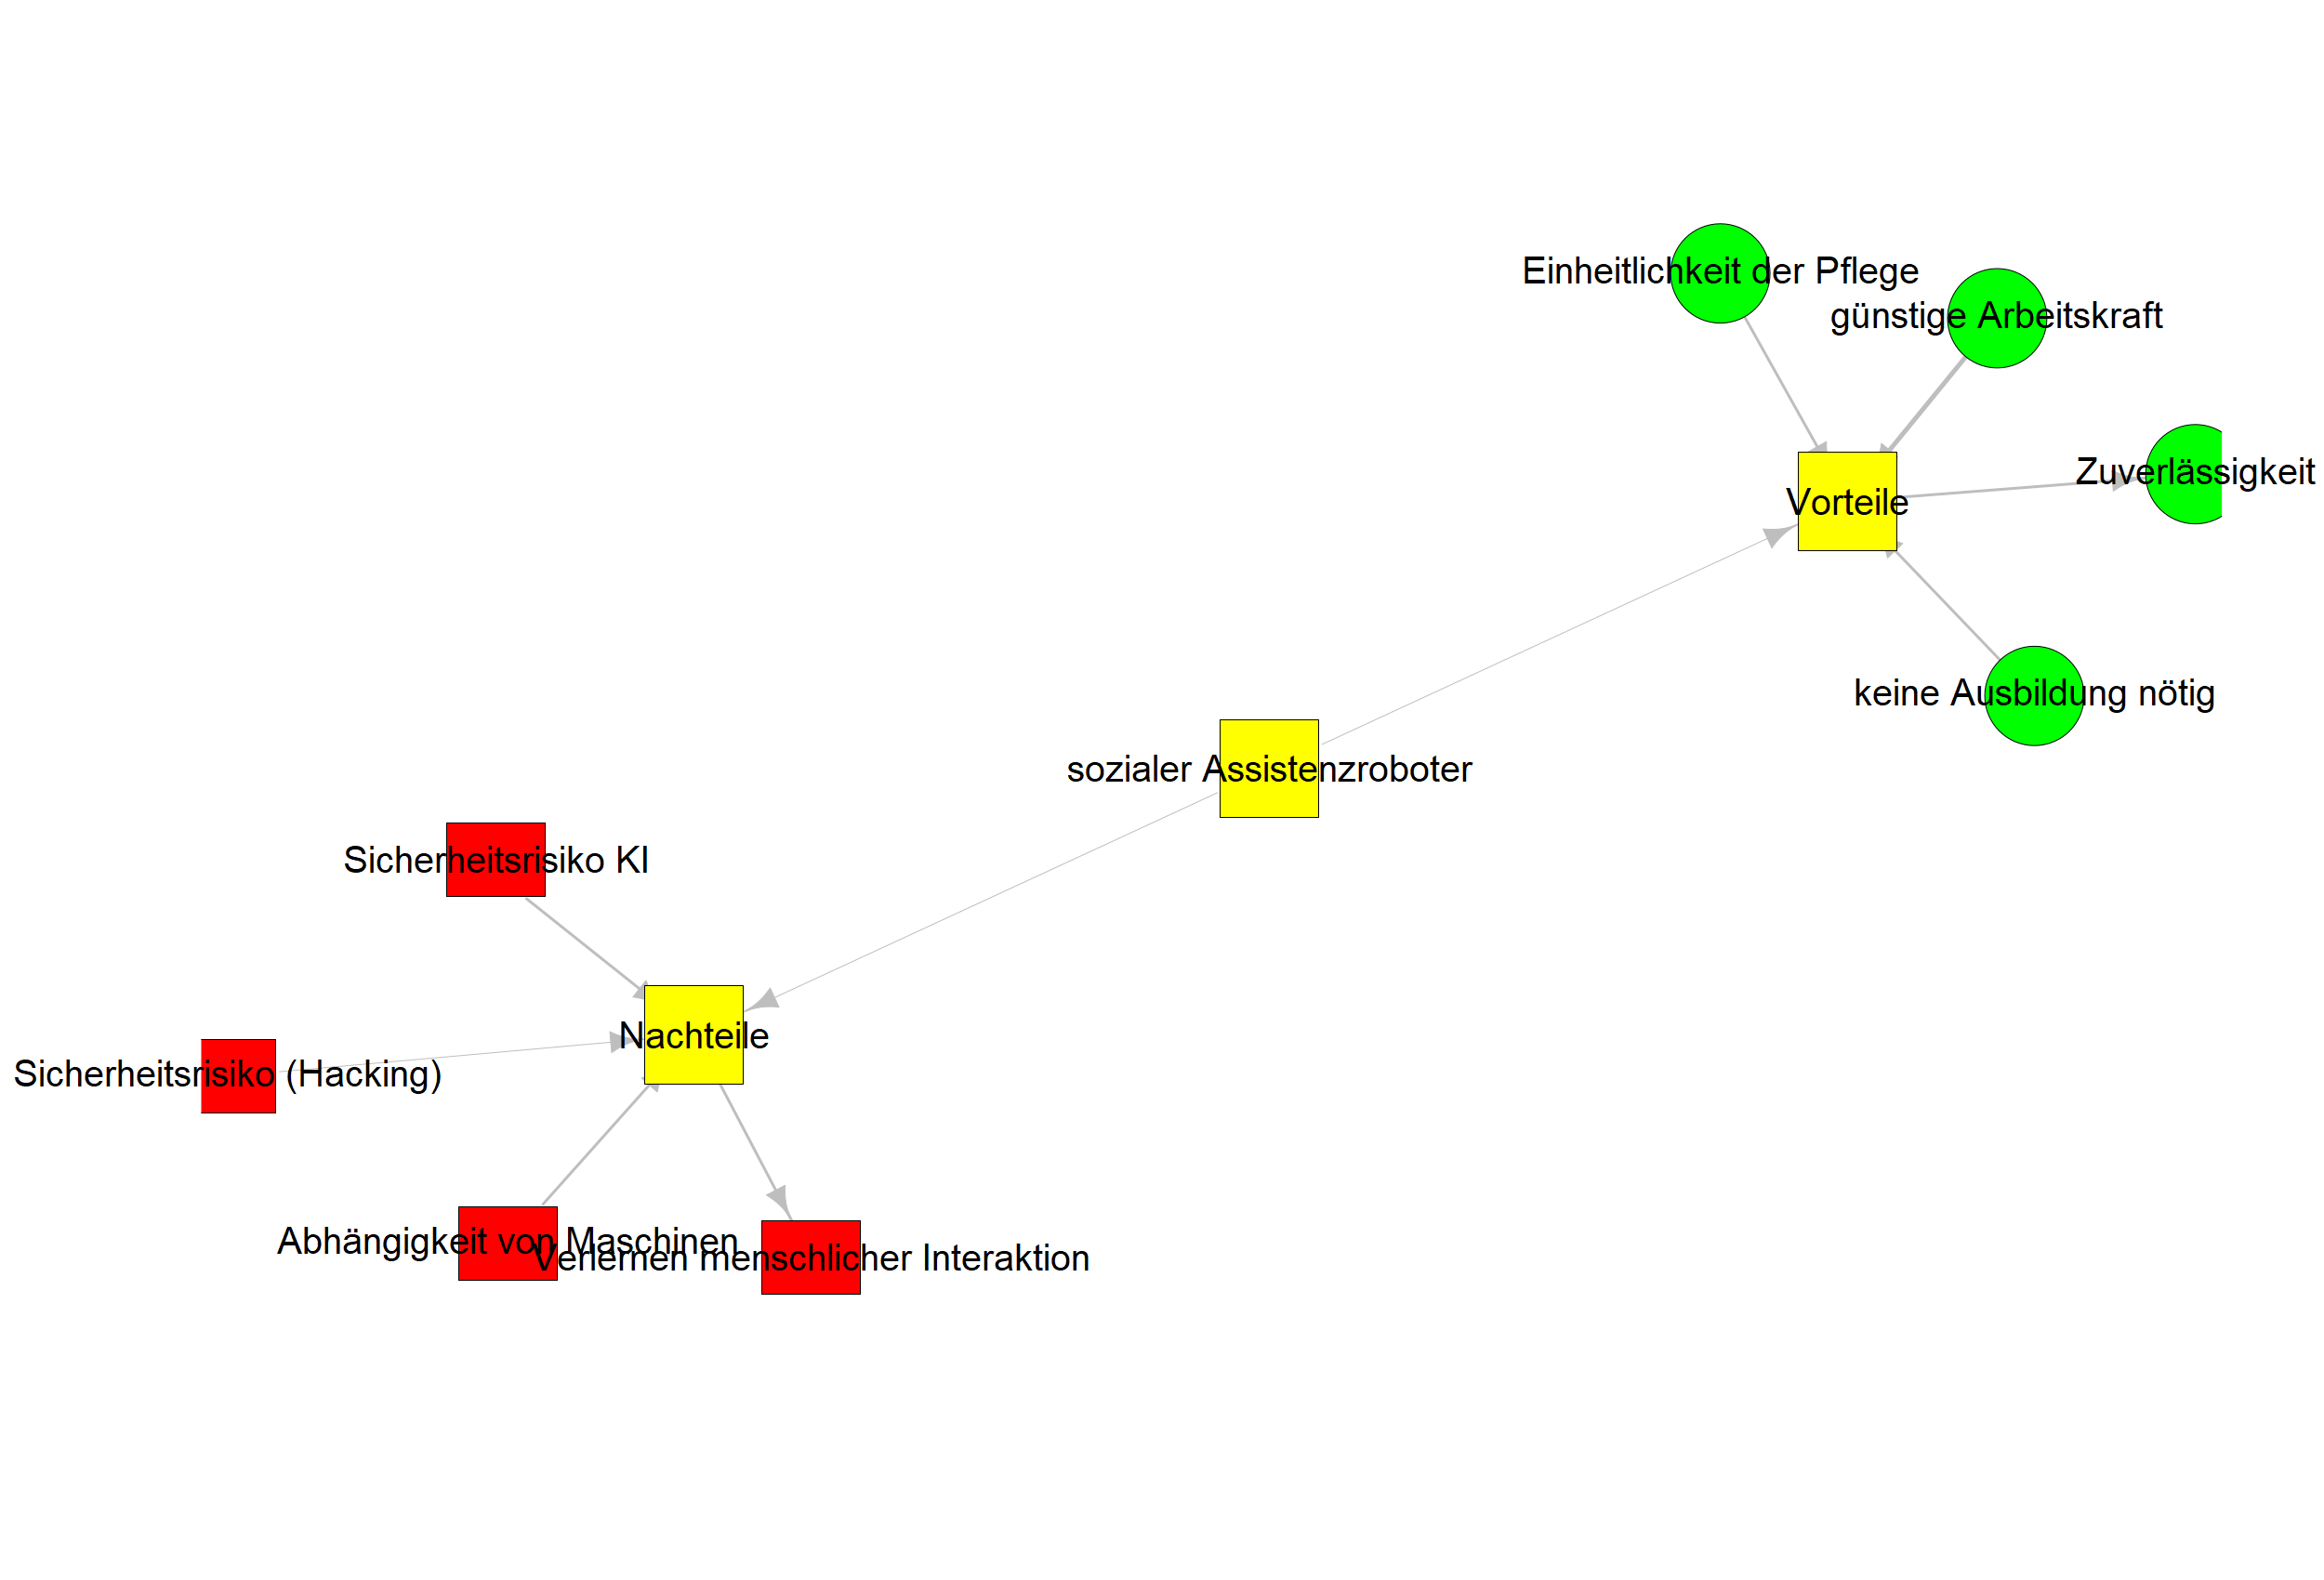 Einheitlichkeit der Pflege
günstige Arbeitskraft
Zuverlässigkeit
Vorteile
keine Ausbildung nötig
sozialer Assistenzroboter
Sicherheitsrisiko KI
Nachteile
Sicherheitsrisiko (Hacking)
Abhängigkeit von Maschinen
Verlernen menschlicher Interaktion